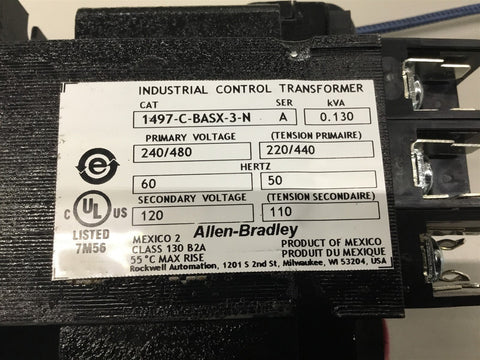 INDUSTRIAL CONTROL TRANSFORMER
CAT SER kVA
1497-C-BASX-3-N A 0.130
PRIMARY VOLTAGE (TENSION PRIMAIRE)
240/480 220/440
HERTZ
60 50
SECONDARY VOLTAGE (TENSION SECONDAIRE)
120 110
e
C UL US
LISTED
7M56
Allen-Bradley
MEXICO 2 PRODUCT OF MEXICO
CLASS 130 B2A PRODUIT DU MEXIQUE
55°C MAX RISE
Rockwell Automation, 1201 S 2nd St, Milwaukee, WI 53204, USA